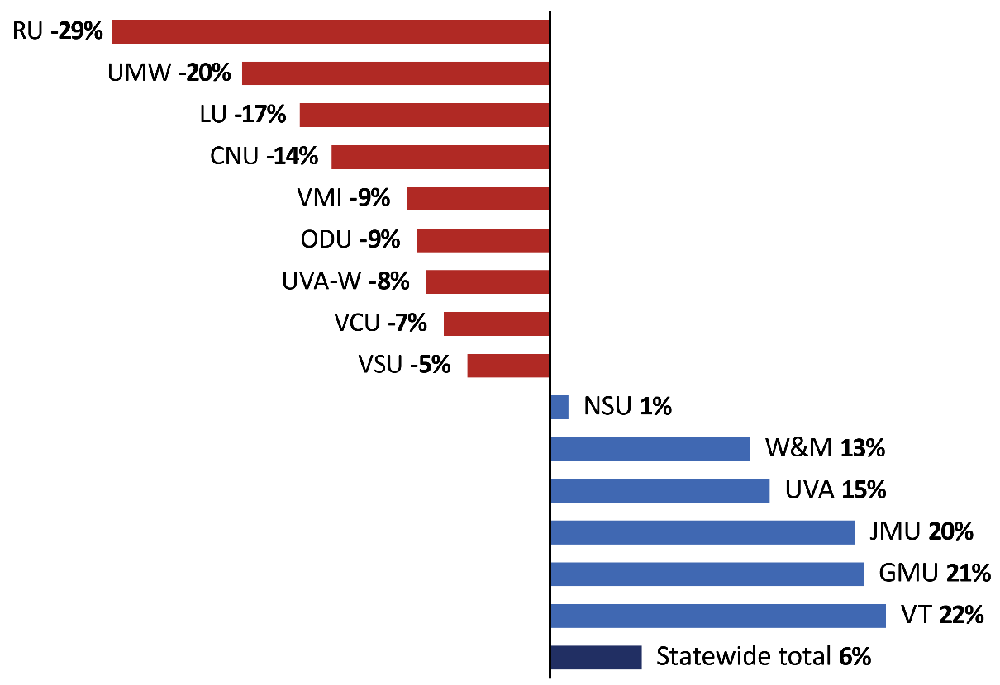 RU -29%
UMW -20%
LU -17%
CNU -14%
VMI -9%
ODU -9%
UVA-W -8%
VCU -7%
VSU -5%
NSU 1%
W&M 13%
UVA 15%
JMU 20%
GMU 21%
VT 22%
Statewide total 6%